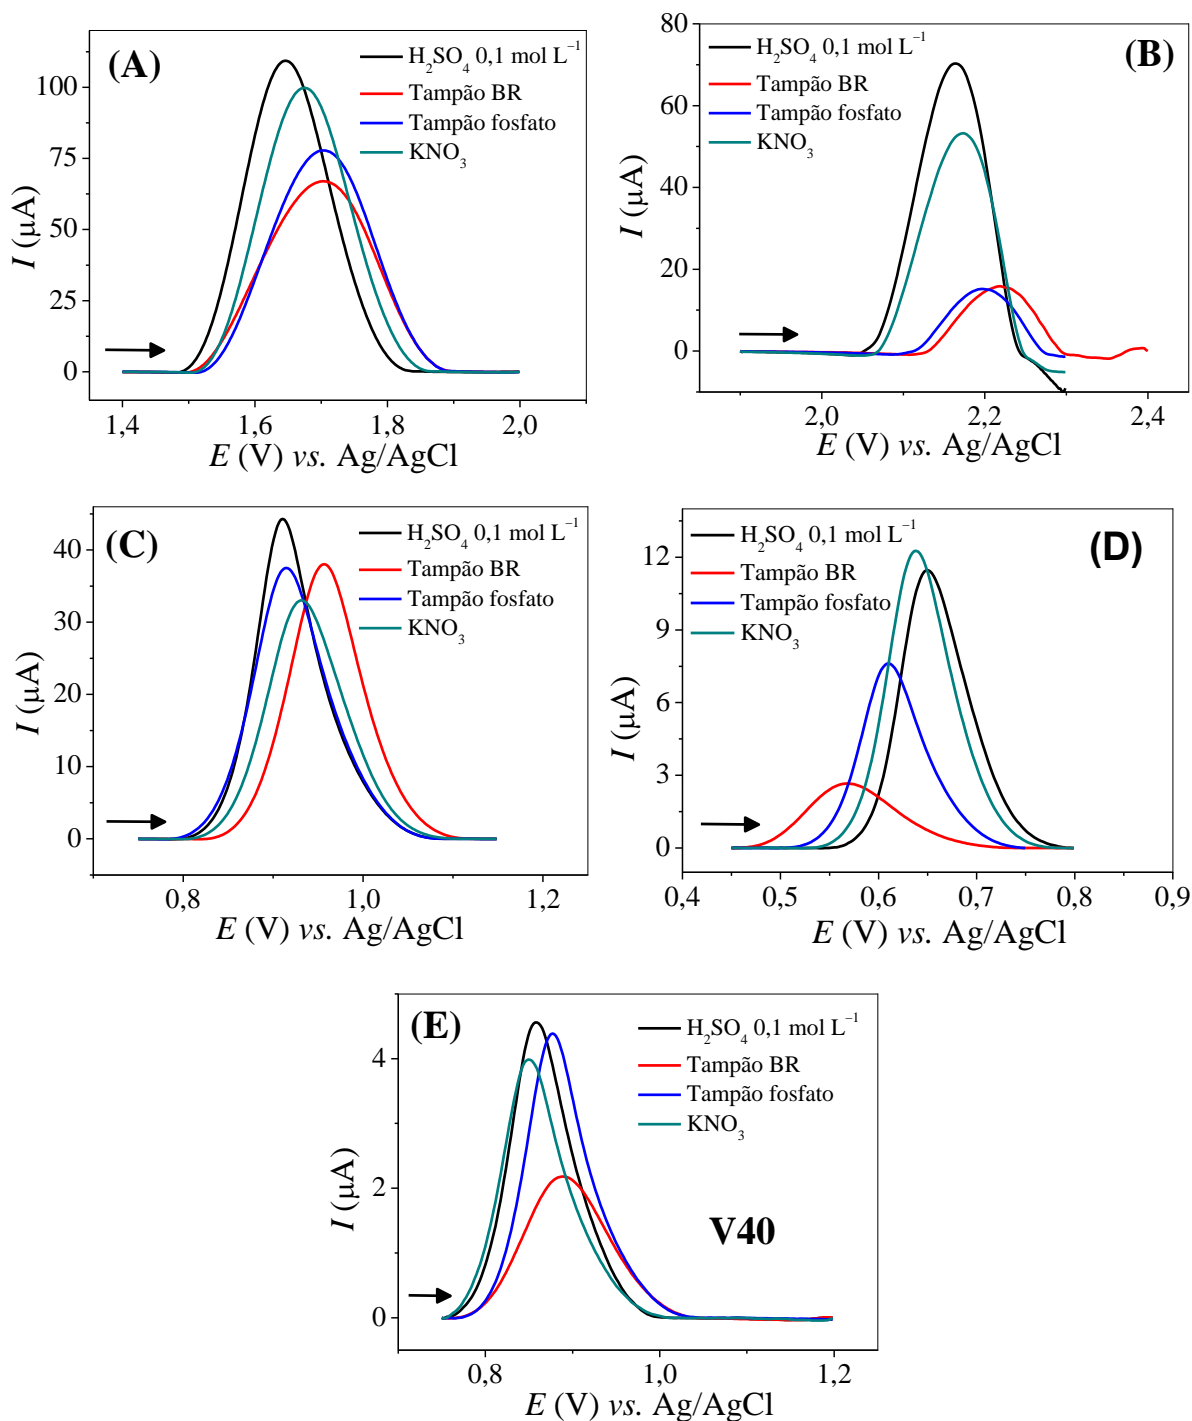 (A)
H₂SO₄ 0,1 mol L⁻¹
Tampão BR
Tampão fosfato
KNO₃
100
75
50
25
0
I (µA)
1,4 1,6 1,8 2,0
E (V) vs. Ag/AgCl
(B)
H₂SO₄ 0,1 mol L⁻¹
Tampão BR
Tampão fosfato
KNO₃
80
60
40
20
0
I (µA)
2,0 2,2 2,4
E (V) vs. Ag/AgCl
(C)
H₂SO₄ 0,1 mol L⁻¹
Tampão BR
Tampão fosfato
KNO₃
40
30
20
10
0
I (µA)
0,8 1,0 1,2
E (V) vs. Ag/AgCl
(D)
H₂SO₄ 0,1 mol L⁻¹
Tampão BR
Tampão fosfato
KNO₃
12
9
6
3
0
I (µA)
0,4 0,5 0,6 0,7 0,8 0,9
E (V) vs. Ag/AgCl
(E)
H₂SO₄ 0,1 mol L⁻¹
Tampão BR
Tampão fosfato
KNO₃
V40
4
2
0
I (µA)
0,8 1,0 1,2
E (V) vs. Ag/AgCl